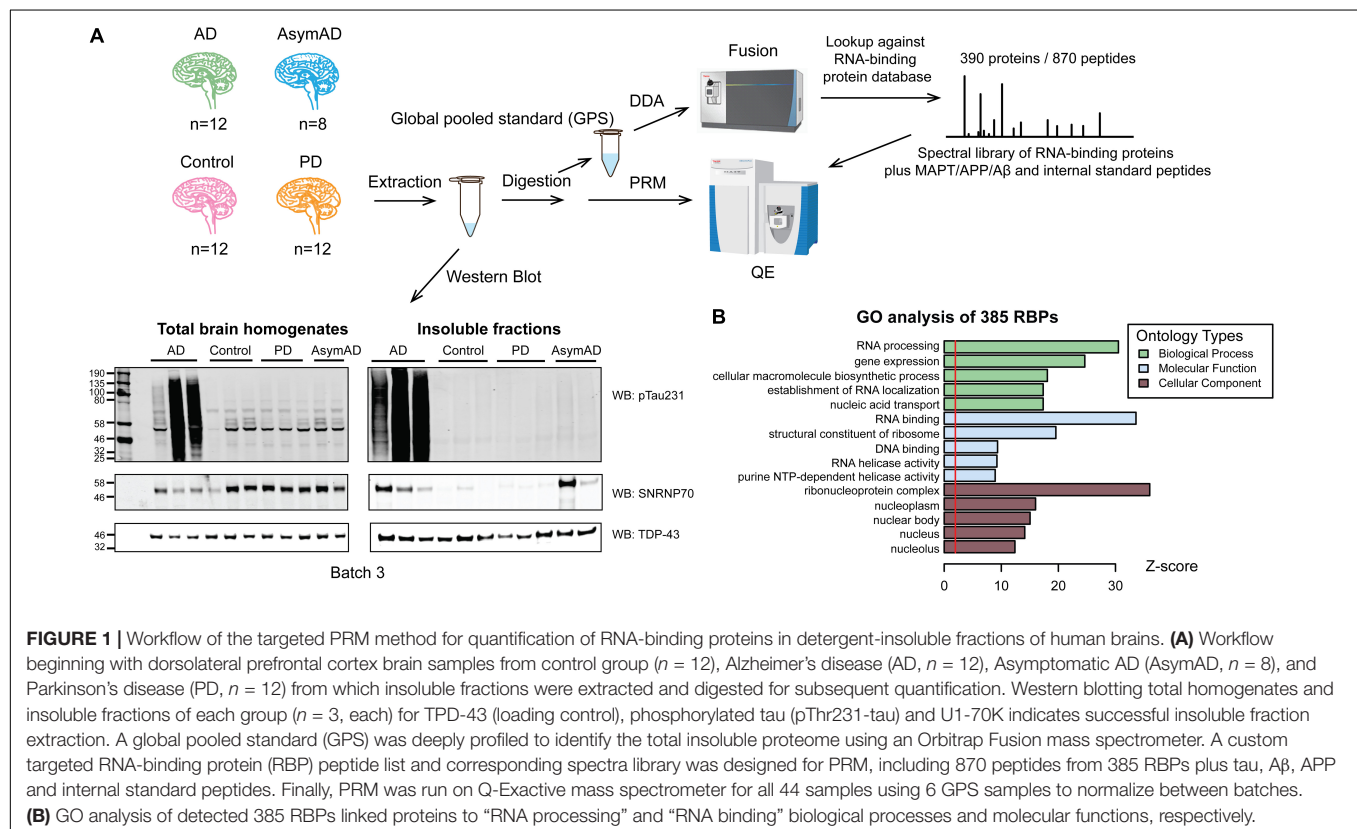 A
AD
AsymAD
n=12
n=8
Control
PD
n=12
n=12
Extraction
Digestion
Global pooled standard (GPS)
DDA
PRM
Fusion
QE
Lookup against
RNA-binding
protein database
390 proteins / 870 peptides
Spectral library of RNA-binding proteins
plus MAPT/APP/Aβ and internal standard peptides
Western Blot
Total brain homogenates
Insoluble fractions
AD
Control
PD
AsymAD
AD
Control
PD
AsymAD
190
135
100
80
58
46
32
25
WB: pTau231
58
46
WB: SNRNP70
46
32
WB: TDP-43
Batch 3
B
GO analysis of 385 RBPs
Ontology Types
Biological Process
Molecular Function
Cellular Component
RNA processing
gene expression
cellular macromolecule biosynthetic process
establishment of RNA localization
nucleic acid transport
RNA binding
structural constituent of ribosome
DNA binding
RNA helicase activity
purine NTP-dependent helicase activity
ribonucleoprotein complex
nucleoplasm
nuclear body
nucleus
nucleolus
Z-score
0 10 20 30
FIGURE 1 | Workflow of the targeted PRM method for quantification of RNA-binding proteins in detergent-insoluble fractions of human brains. (A) Workflow
beginning with dorsolateral prefrontal cortex brain samples from control group (n = 12), Alzheimer's disease (AD, n = 12), Asymptomatic AD (AsymAD, n = 8), and
Parkinson's disease (PD, n = 12) from which insoluble fractions were extracted and digested for subsequent quantification. Western blotting total homogenates and
insoluble fractions of each group (n = 3, each) for TPD-43 (loading control), phosphorylated tau (pThr231-tau) and U1-70K indicates successful insoluble fraction
extraction. A global pooled standard (GPS) was deeply profiled to identify the total insoluble proteome using an Orbitrap Fusion mass spectrometer. A custom
targeted RNA-binding protein (RBP) peptide list and corresponding spectra library was designed for PRM, including 870 peptides from 385 RBPs plus tau, Aβ, APP
and internal standard peptides. Finally, PRM was run on Q-Exactive mass spectrometer for all 44 samples using 6 GPS samples to normalize between batches.
(B) GO analysis of detected 385 RBPs linked proteins to "RNA processing" and "RNA binding" biological processes and molecular functions, respectively.